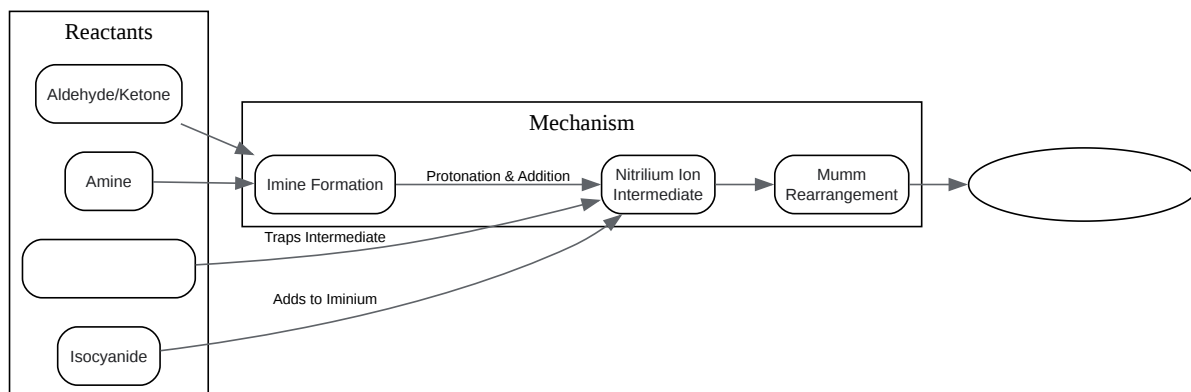 Reactants
Aldehyde/Ketone
Amine
Isocyanide
Mechanism
Imine Formation
Protonation & Addition
Nitrilium Ion
Intermediate
Mumm
Rearrangement
Traps Intermediate
Adds to Iminium